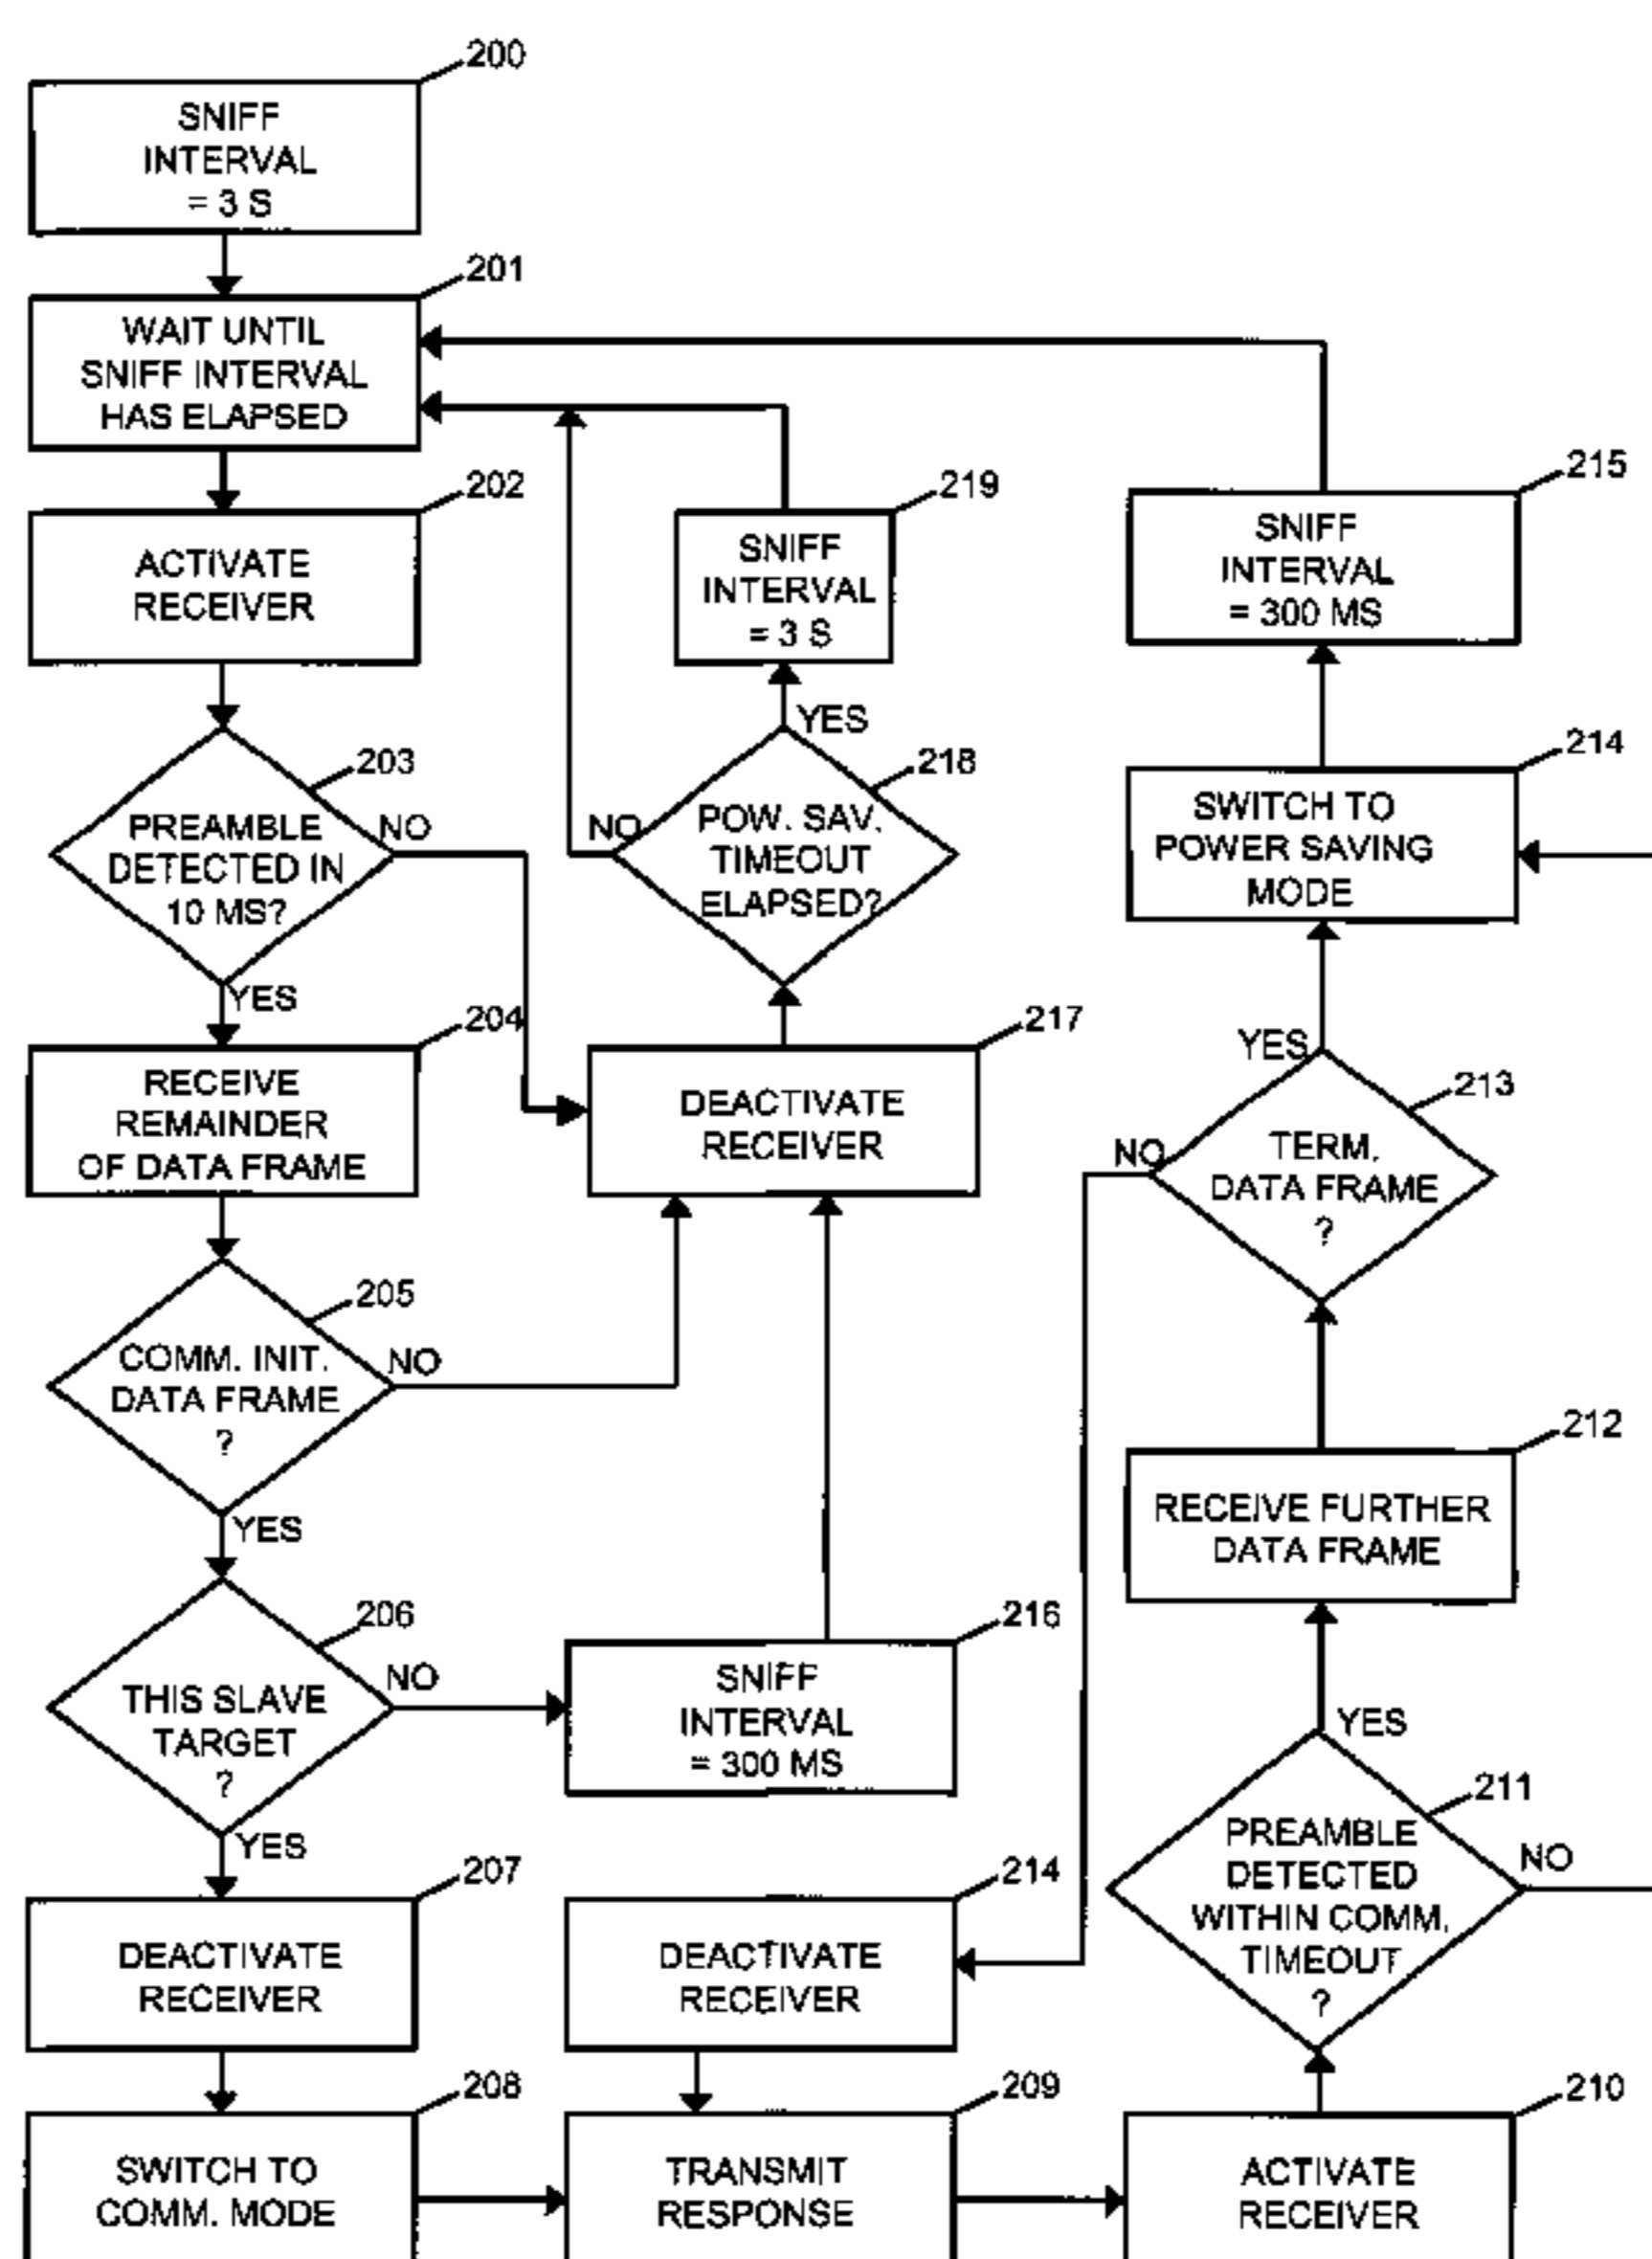 200
SNIFF
INTERVAL
= 3 S
201
WAIT UNTIL
SNIFF INTERVAL
HAS ELAPSED
202
ACTIVATE
RECEIVER
203
PREAMBLE
DETECTED IN
10 MS?
NO
YES
204
RECEIVE
REMAINDER
OF DATA FRAME
205
COMM. INIT.
DATA FRAME
?
NO
YES
206
THIS SLAVE
TARGET
?
NO
YES
207
DEACTIVATE
RECEIVER
208
SWITCH TO
COMM. MODE
219
SNIFF
INTERVAL
= 3 S
YES
218
POW. SAV.
TIMEOUT
ELAPSED?
NO
217
DEACTIVATE
RECEIVER
216
SNIFF
INTERVAL
= 300 MS
214
DEACTIVATE
RECEIVER
209
TRANSMIT
RESPONSE
215
SNIFF
INTERVAL
= 300 MS
214
SWITCH TO
POWER SAVING
MODE
YES
213
TERM.
DATA FRAME
?
NO
212
RECEIVE FURTHER
DATA FRAME
YES
211
PREAMBLE
DETECTED
WITHIN COMM.
TIMEOUT
?
NO
210
ACTIVATE
RECEIVER